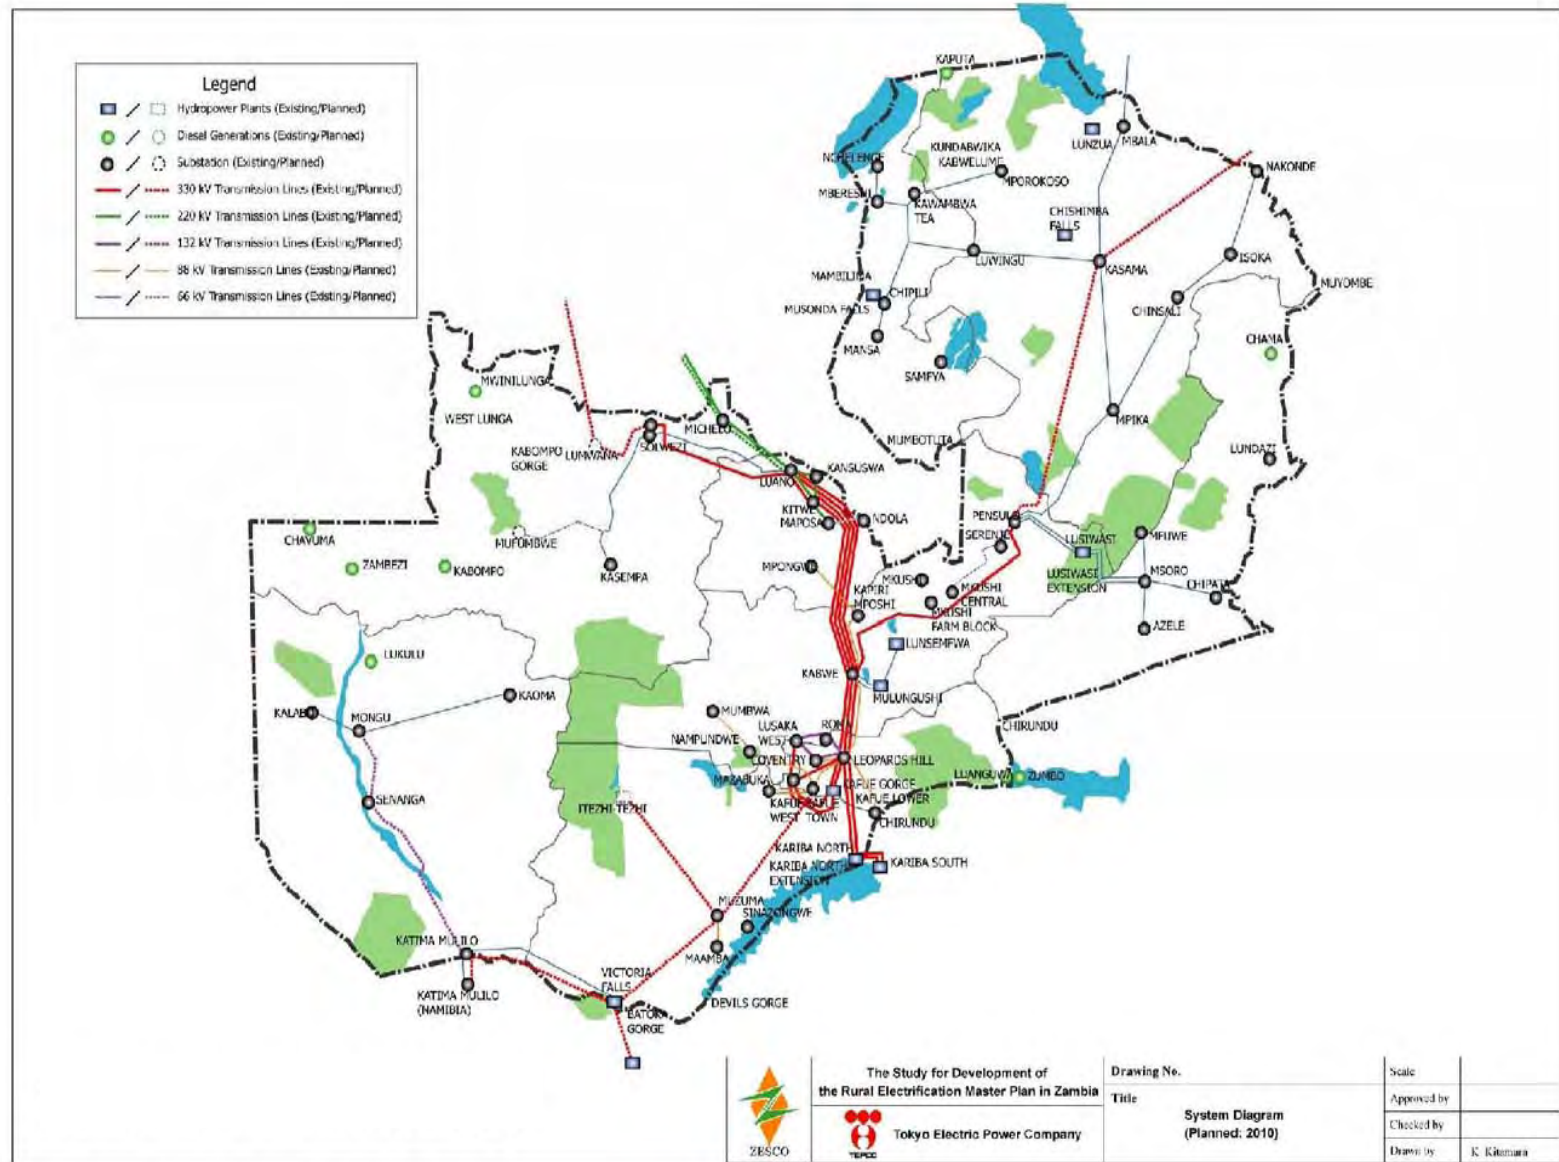 Legend
Hydropower Plants (Existing/Planned)
Diesel Generations (Existing/Planned)
Substation (Existing/Planned)
330 kV Transmission Lines (Existing/Planned)
220 kV Transmission Lines (Existing/Planned)
132 kV Transmission Lines (Existing/Planned)
88 kV Transmission Lines (Existing/Planned)
66 kV Transmission Lines (Existing/Planned)
KAPUTA
LUNZUA
MBALA
NCHELENGE
KUNDABWIKA
KABWELUME
MPOROKOSO
NAKONDE
MBERESHI
KAWAMBWA
TEA
CHISHIMBA
FALLS
LUWINGU
KASAMA
ISOKA
MUYOMBE
MAMBILIMA
CHIPILI
MUSONDA FALLS
CHINSALI
MANSA
SAMFYA
CHAMA
MWINILUNGA
WEST LUNGA
MICHELO
MPIKA
MUMBOTUTA
LUNDAZI
KABOMPO
GORGE
LUMWANA
SOLWEZI
LUANO
KANSUSWA
KITWE
MAPOSA
NDOLA
PENSULO
SERENJE
CHAVUMA
MUFUMBWE
ZAMBEZI
KABOMPO
KASEMPA
MPONGWE
KAPIRI
MPOSHI
MKUSHI
MKUSHI
CENTRAL
MKUSHI
FARM BLOCK
LUSIWASI
LUSIWASI
EXTENSION
MFUWE
MSORO
CHIPATA
AZELE
LUKULU
LUNSEMFWA
KABWE
MULUNGUSHI
KALABO
MONGU
KAOMA
MUMBWA
NAMPUNDWE
LUSAKA
WEST
ROMA
COVENTRY
LEOPARDS HILL
MAZABUKA
KAFUE GORGE
KAFUE LOWER
KAFUE
WEST
KAFUE
TOWN
CHIRUNDU
CHIRUNDU
LUANGUWA
ZUMBO
SENANGA
ITEZHI-TEZHI
KARIBA NORTH
KARIBA NORTH
EXTENSION
KARIBA SOUTH
MUZUMA
SINAZONGWE
MAAMBA
KATIMA MULILO
KATIMA MULILO
(NAMIBIA)
VICTORIA
FALLS
BATOKA
GORGE
DEVILS GORGE
ZESCO
The Study for Development of
the Rural Electrification Master Plan in Zambia
TEPCO
Tokyo Electric Power Company
Drawing No.
Title
System Diagram
(Planned: 2010)
Scale
Approved by
Checked by
Drawn by
K. Kitamura